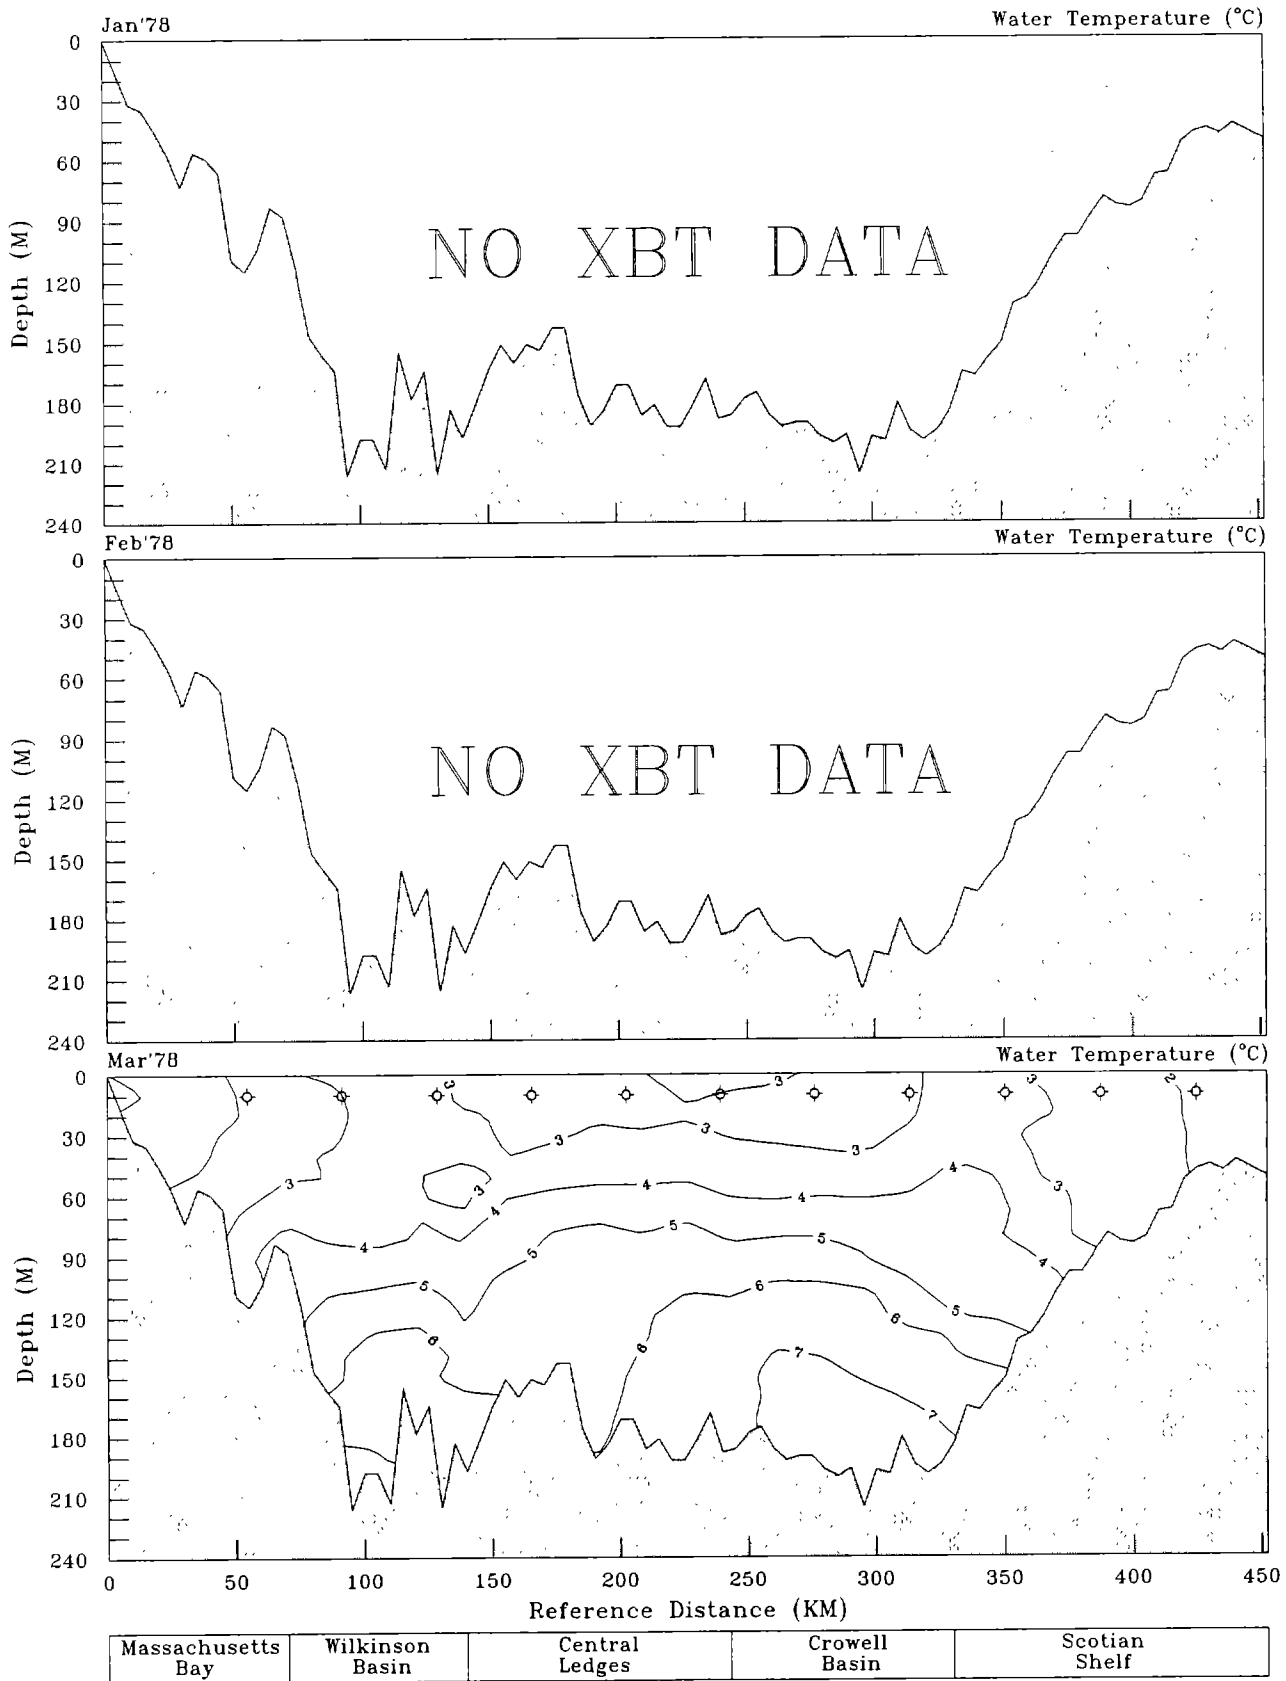 Jan'78 Water Temperature (°C)
0
30
60
90
120
150
180
210
240
Depth (M)
NO XBT DATA
Feb'78 Water Temperature (°C)
0
30
60
90
120
150
180
210
240
Depth (M)
NO XBT DATA
Mar'78 Water Temperature (°C)
0
30
60
90
120
150
180
210
240
Depth (M)
3 3 3 2
3 3 3
3 3 3
4 4 4 4 4 4
5 5 5 5 5
6 6 6 6
7 7
0 50 100 150 200 250 300 350 400 450
Reference Distance (KM)
Massachusetts Bay
Wilkinson Basin
Central Ledges
Crowell Basin
Scotian Shelf